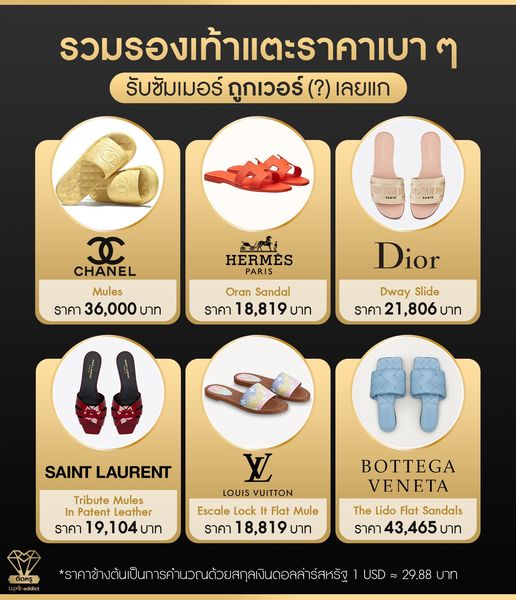 รวมรองเท้าแตะราคาเบา ๆ
รับซัมเมอร์ ถูกเวอร์ (?) เลยแก
CHANEL
Mules
ราคา 36,000 บาท
HERMÈS
PARIS
Oran Sandal
ราคา 18,819 บาท
Dior
Dway Slide
ราคา 21,806 บาท
SAINT LAURENT
Tribute Mules
In Patent Leather
ราคา 19,104 บาท
LV
LOUIS VUITTON
Escale Lock It Flat Mule
ราคา 18,819 บาท
BOTTEGA
VENETA
The Lido Flat Sandals
ราคา 43,465 บาท
ติดหรู
LUXE-addict
*ราคาข้างต้นเป็นการคำนวณด้วยสกุลเงินดอลล่าร์สหรัฐ 1 USD ≈ 29.88 บาท